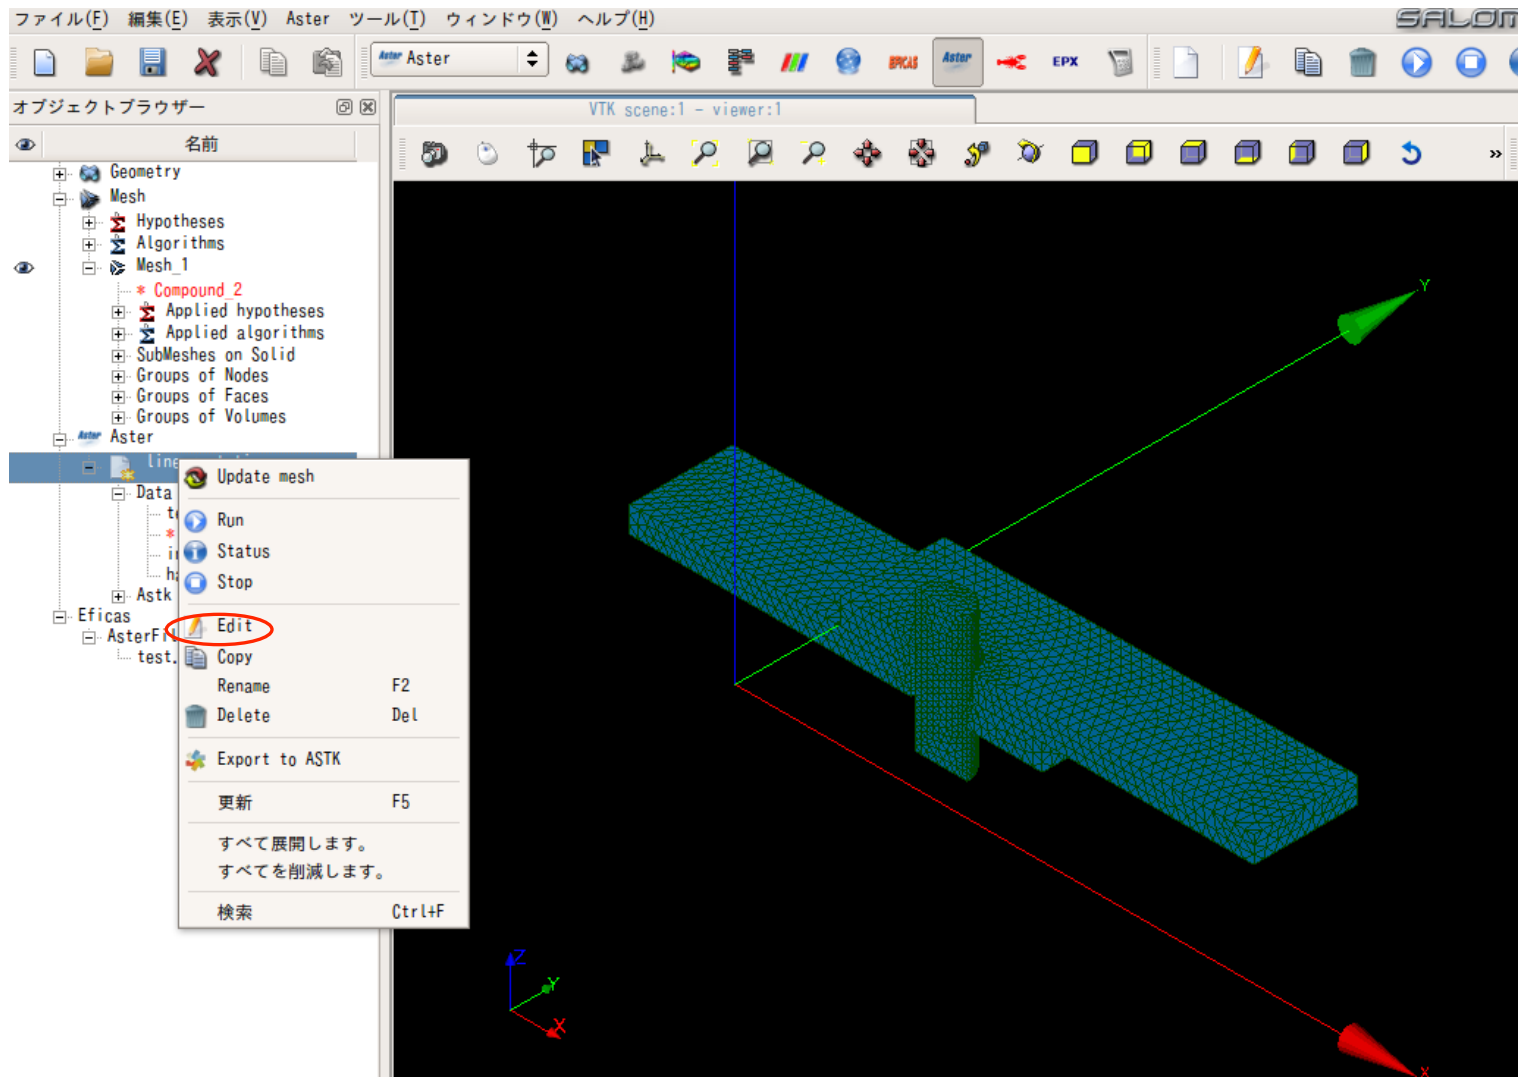 ファイル(F) 編集(E) 表示(V) Aster ツール(T) ウィンドウ(W) ヘルプ(H)
Aster Aster EFICAS Aster EPX
オブジェクトブラウザー
VTK scene:1 - viewer:1
名前
»
Geometry
Mesh
Hypotheses
Algorithms
Mesh_1
* Compound_2
Applied hypotheses
Applied algorithms
SubMeshes on Solid
Groups of Nodes
Groups of Faces
Groups of Volumes
Aster Aster
Data
Astk
Eficas
test.
Update mesh
Run
Status
Stop
Edit
Copy
Rename F2
Delete Del
Export to ASTK
更新 F5
すべて展開します。
すべてを削減します。
検索 Ctrl+F
Y
X
Z
Y
X